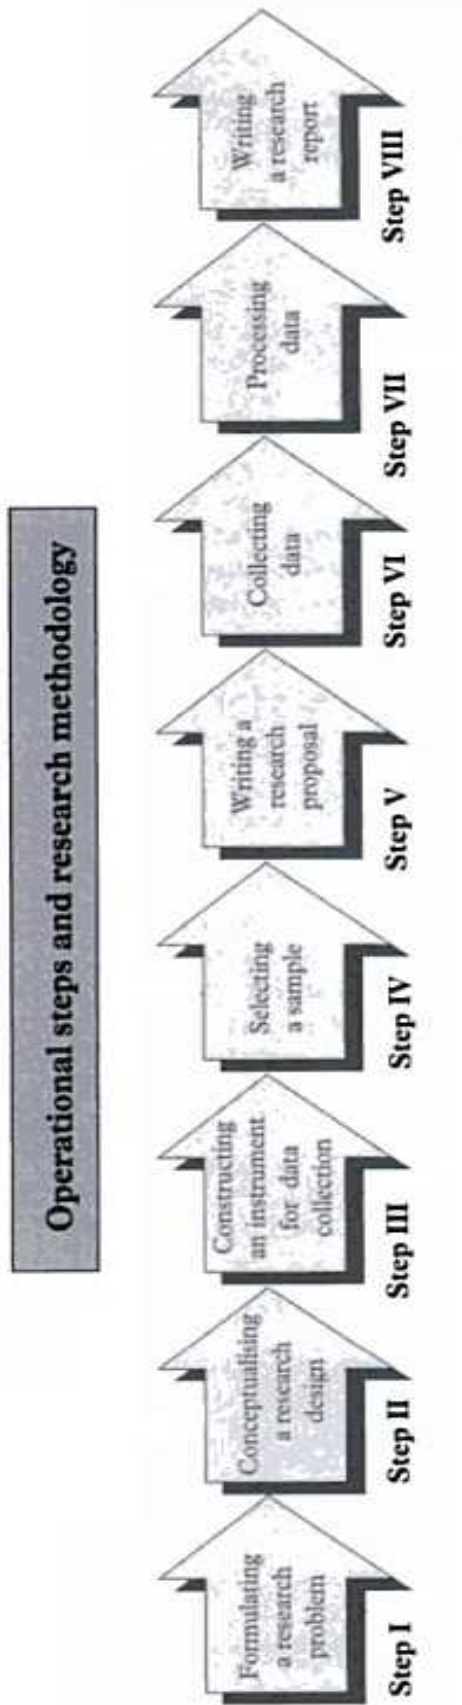 Operational steps and research methodology
Formulating
a research
problem
Step I
Conceptualising
a research
design
Step II
Constructing
an instrument
for data
collection
Step III
Selecting
a sample
Step IV
Writing a
research
proposal
Step V
Collecting
data
Step VI
Processing
data
Step VII
Writing
a research
report
Step VIII